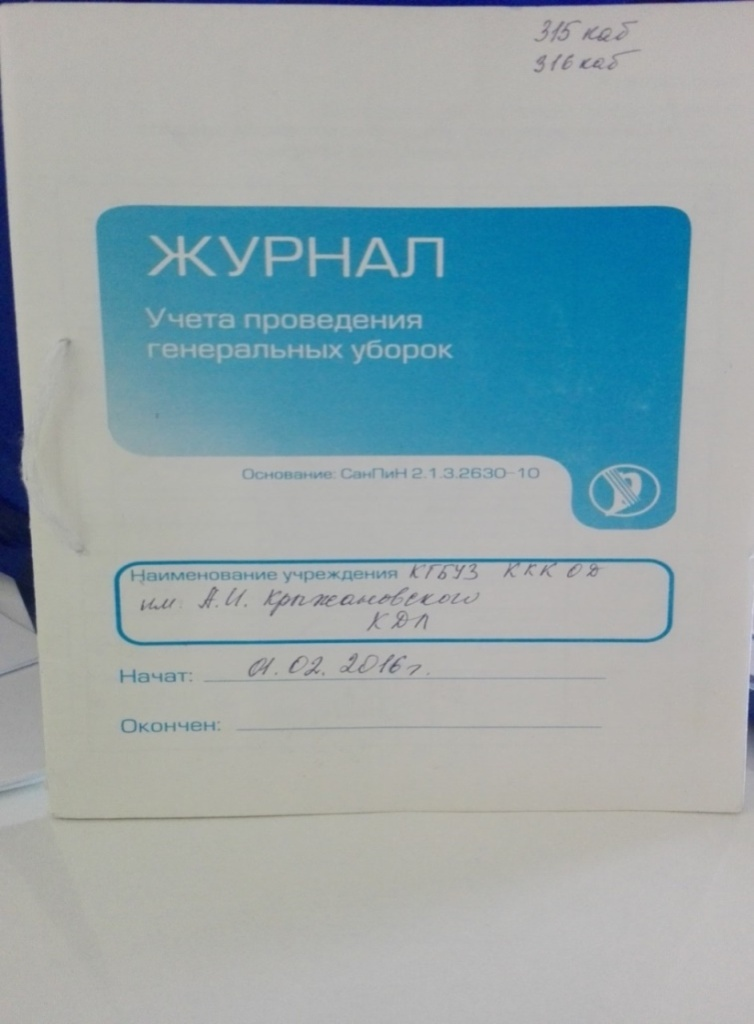 315 каб
316 каб
ЖУРНАЛ
Учета проведения
генеральных уборок
Основание: СанПиН 2.1.3.2630-10
Наименование учреждения КГБУЗ ККК ОД
им. А.И. Крыжановского
КДЛ
Начат: 01.02.2016г.
Окончен: